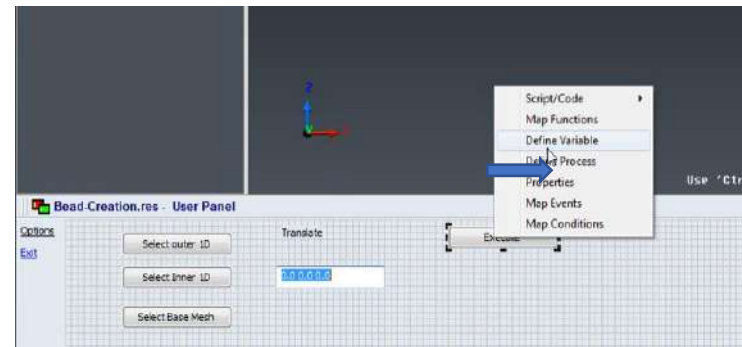 Z
Script/Code
Map Functions
Define Variable
Process
Properties
Map Events
Map Conditions
Use 'Ctr
Bead-Creation.res - User Panel
Options
Exit
Select outer 1D
Select Inner 1D
Select Base Mesh
Translate
0.0 0.0 0.0
Execute